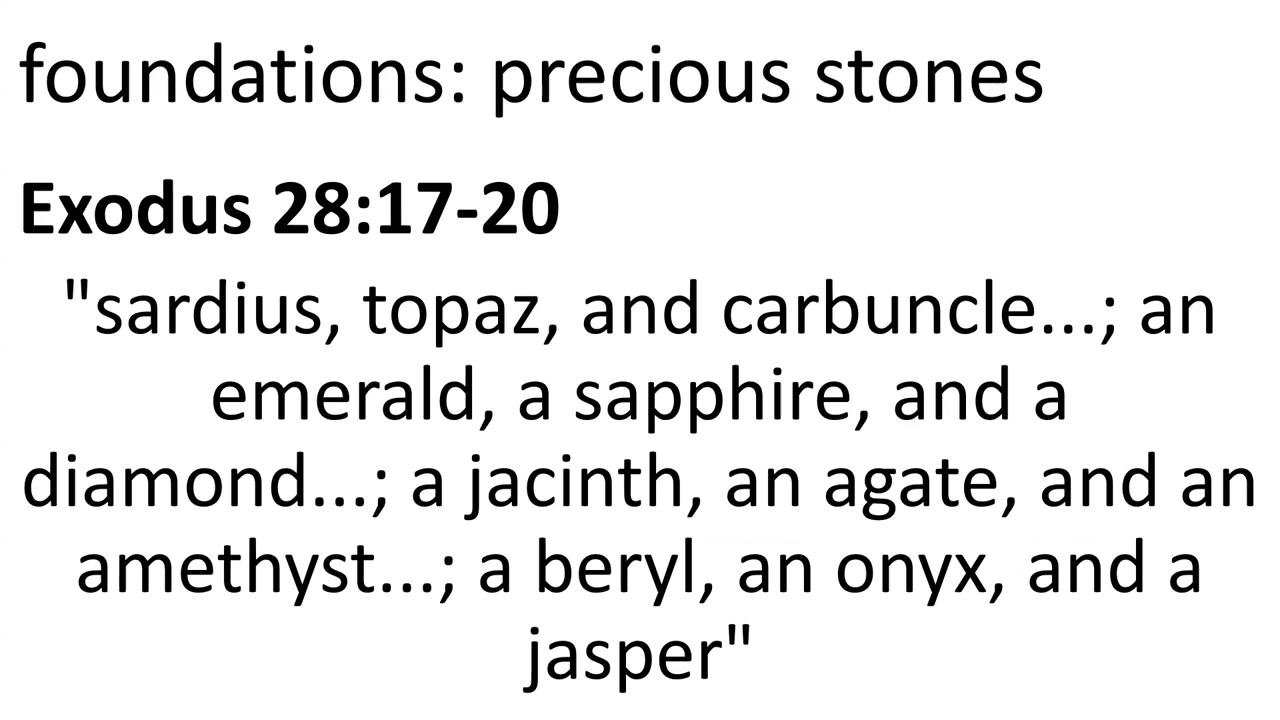 foundations: precious stones
Exodus 28:17-20
"sardius, topaz, and carbuncle...; an
emerald, a sapphire, and a
diamond...; a jacinth, an agate, and an
amethyst...; a beryl, an onyx, and a
jasper"